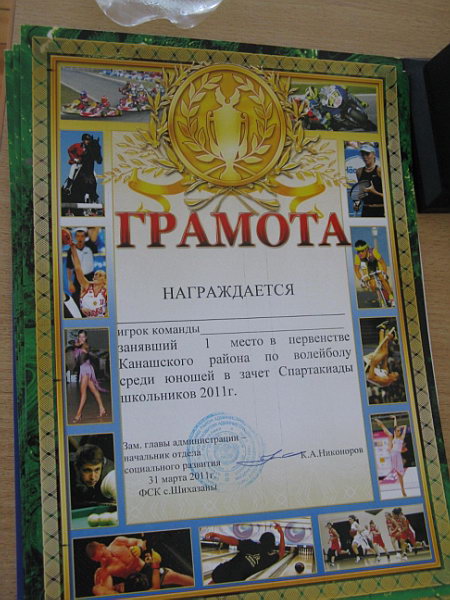 ГРАМОТА
НАГРАЖДАЕТСЯ
игрок команды
занявший 1 место в первенстве
Канашского района по волейболу
среди юношей в зачет Спартакиады
школьников 2011г.
Зам. главы администрации –
начальник отдела
социального развития
К.А.Никоноров
31 марта 2011г.
ФСК с.Шихазаны